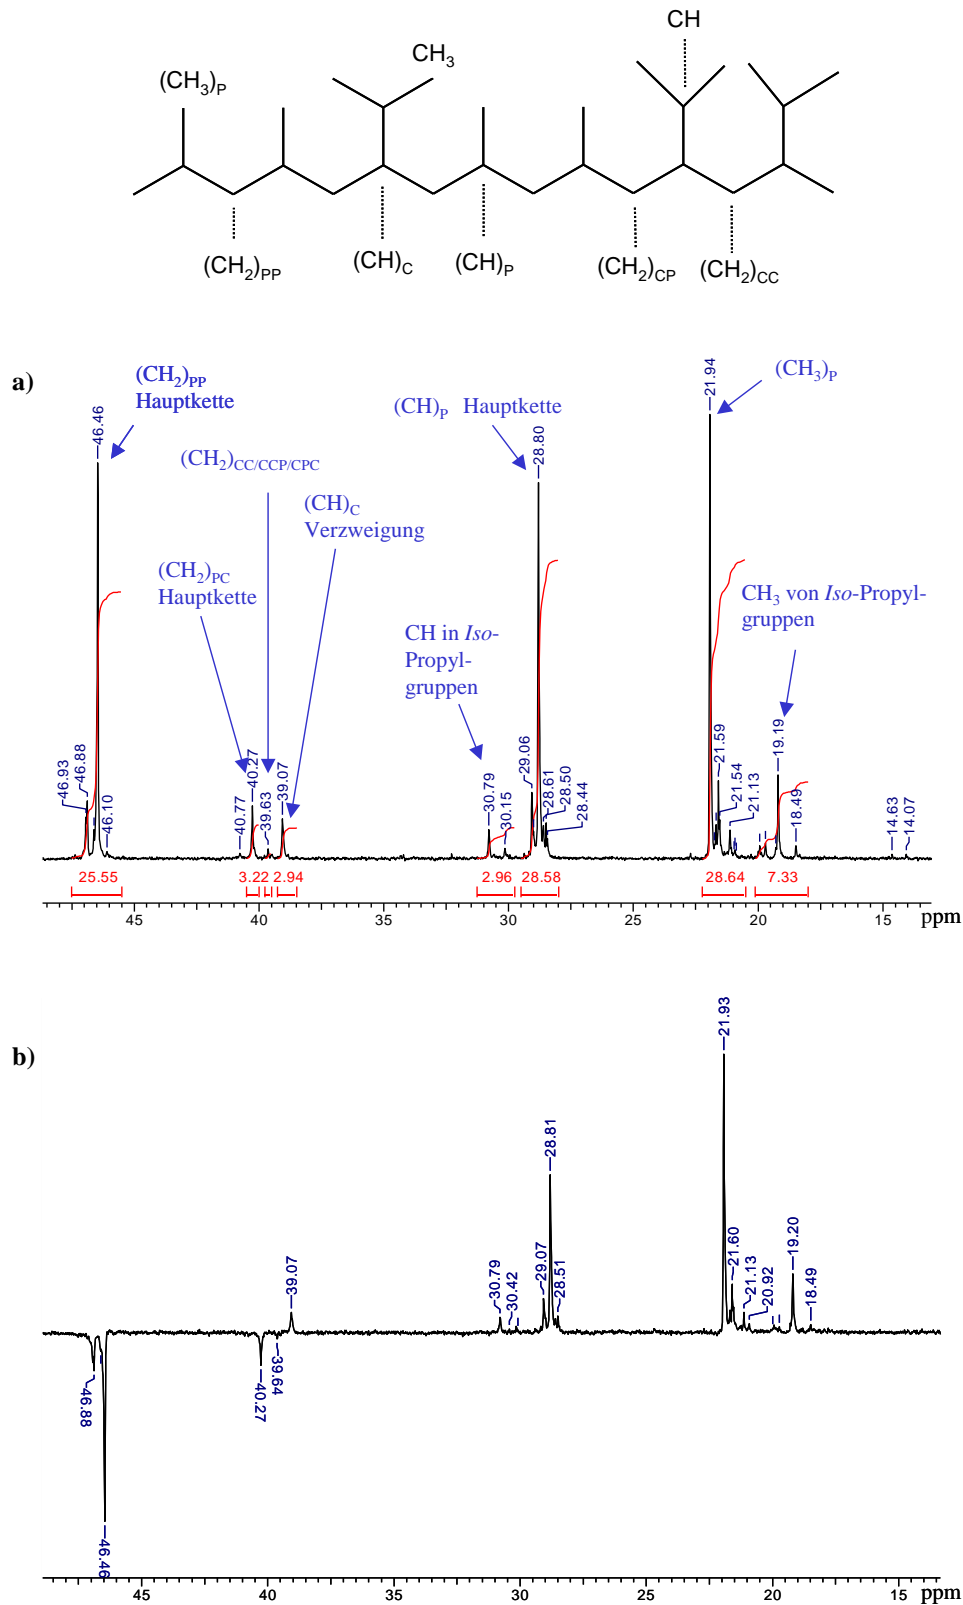 CH
CH3
(CH3)P
(CH2)PP
(CH)C
(CH)P
(CH2)CP
(CH2)CC
a)
(CH2)PP
Hauptkette
(CH2)CC/CCP/CPC
(CH)C
Verzweigung
(CH2)PC
Hauptkette
(CH)P Hauptkette
CH in Iso-
Propyl-
gruppen
(CH3)P
CH3 von Iso-Propyl-
gruppen
46.93
46.88
46.46
46.10
40.77
40.27
39.63
39.07
30.79
30.15
29.06
28.80
28.61
28.50
28.44
21.94
21.59
21.54
21.13
19.19
18.49
14.63
14.07
25.55
3.22
2.94
2.96
28.58
28.64
7.33
45
40
35
30
25
20
15
ppm
b)
46.88
46.46
40.27
39.64
39.07
30.79
30.42
29.07
28.81
28.51
21.93
21.60
21.13
20.92
19.20
18.49
45
40
35
30
25
20
15
ppm